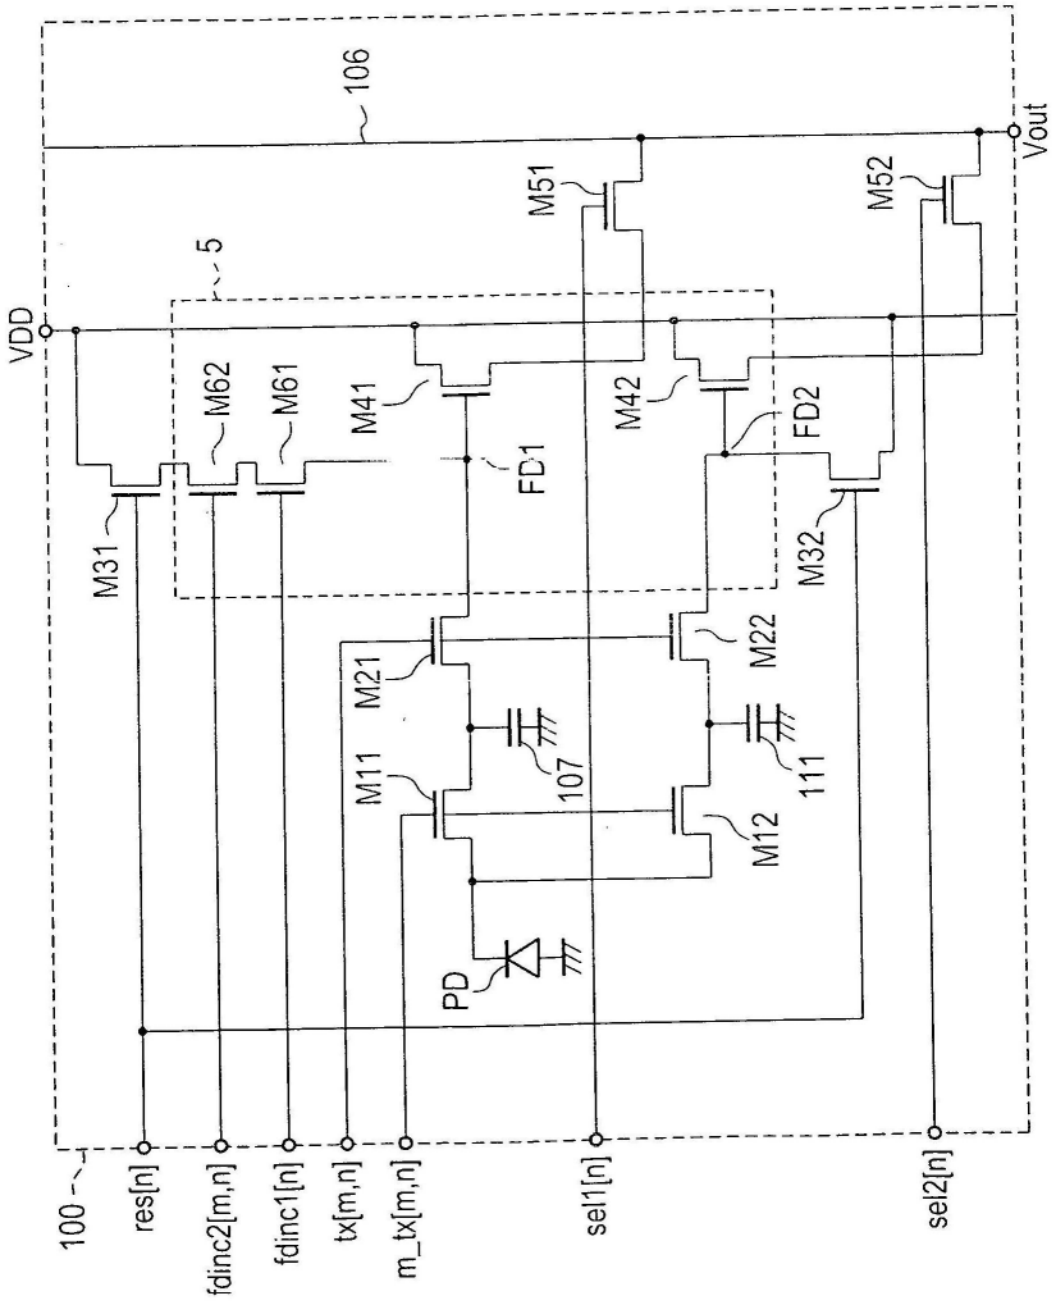 100
res[n]
fdinc2[m,n]
fdinc1[n]
tx[m,n]
m_tx[m,n]
sel1[n]
sel2[n]
VDD
Vout
106
5
M31
M62
M61
M41
M42
M51
M52
FD1
FD2
M32
M21
M22
M11
M12
107
111
PD